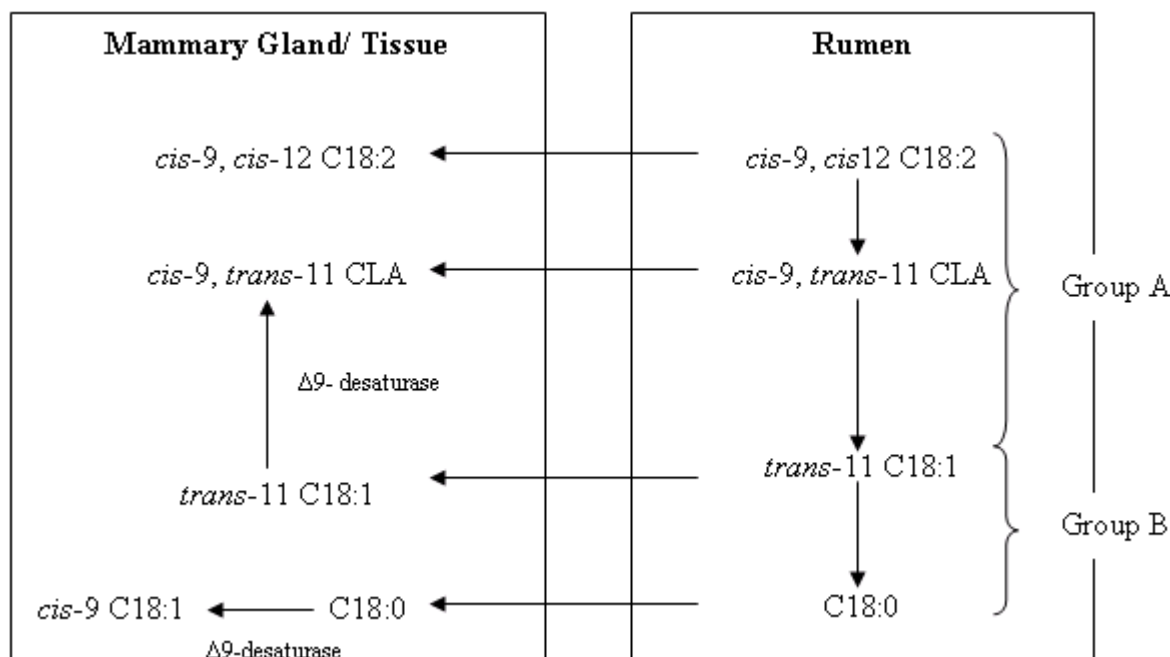 Mammary Gland/ Tissue
Rumen
cis-9, cis-12 C18:2
cis-9, cis12 C18:2
cis-9, trans-11 CLA
cis-9, trans-11 CLA
Group A
Δ9- desaturase
trans-11 C18:1
trans-11 C18:1
Group B
cis-9 C18:1
C18:0
C18:0
Δ9-desaturase